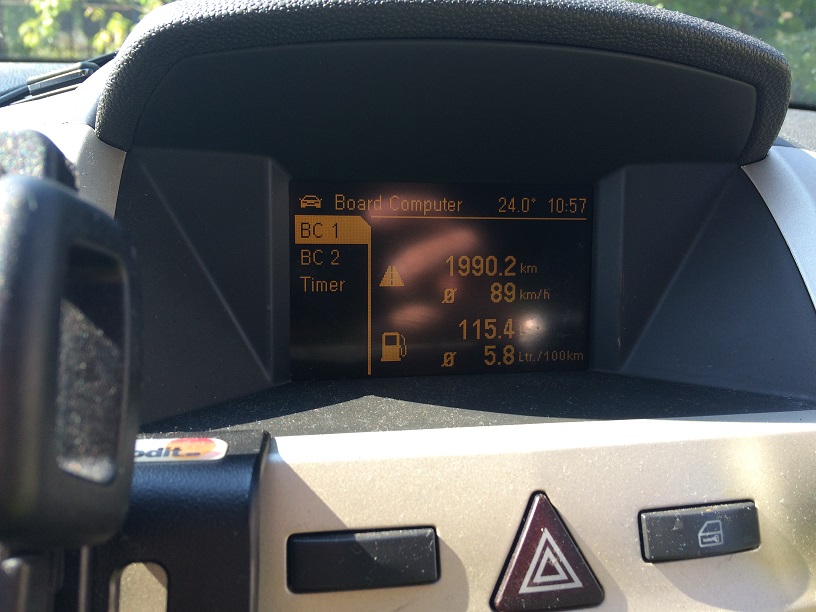 Board Computer 24.0° 10:57
BC 1
BC 2
Timer
1990.2 km
Ø 89 km/h
115.4
Ø 5.8 Ltr./100km
odit